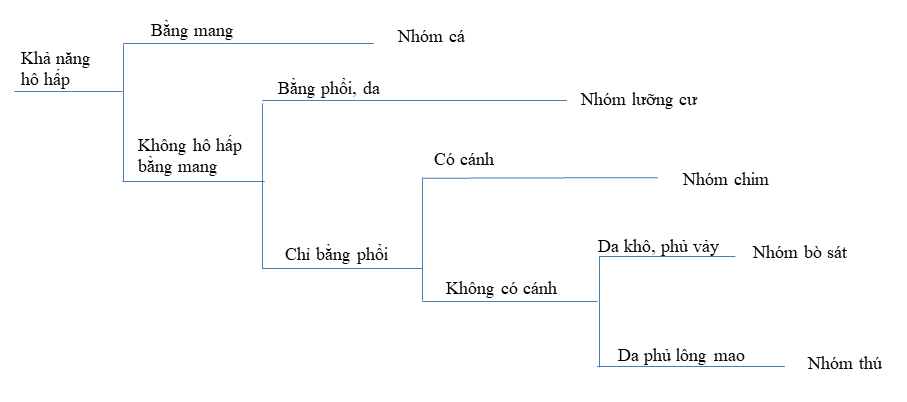 Bằng mang
Nhóm cá
Khả năng
hô hấp
Bằng phổi, da
Nhóm lưỡng cư
Không hô hấp
bằng mang
Có cánh
Nhóm chim
Chỉ bằng phổi
Da khô, phủ vảy
Nhóm bò sát
Không có cánh
Da phủ lông mao
Nhóm thú